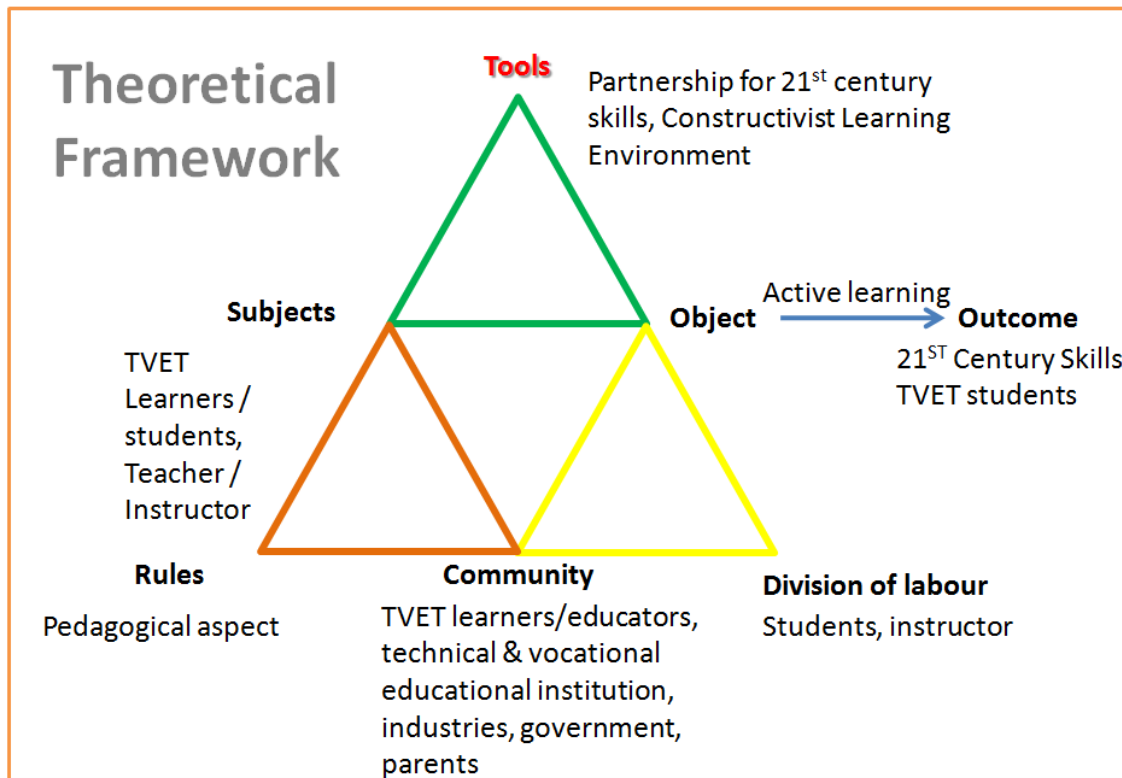 Theoretical
Framework
Tools
Partnership for 21st century
skills, Constructivist Learning
Environment
Subjects
TVET
Learners /
students,
Teacher /
Instructor
Object
Active learning
Outcome
21ST Century Skills
TVET students
Rules
Pedagogical aspect
Community
TVET learners/educators,
technical & vocational
educational institution,
industries, government,
parents
Division of labour
Students, instructor